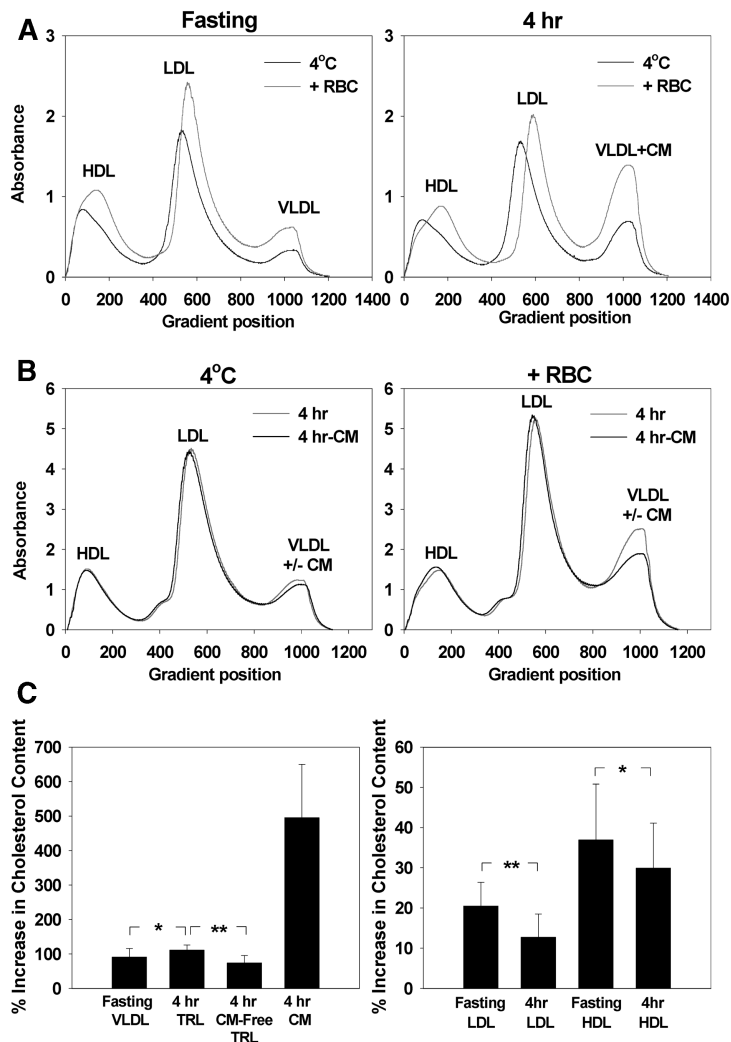 A
Fasting
4 hr
3
2
1
0
Absorbance
HDL
LDL
VLDL
4°C
+ RBC
0 200 400 600 800 1000 1200 1400
Gradient position
3
2
1
0
HDL
LDL
VLDL+CM
4°C
+ RBC
0 200 400 600 800 1000 1200 1400
Gradient position
B
4°C
+ RBC
6
5
4
3
2
1
0
Absorbance
HDL
LDL
VLDL
+/- CM
4 hr
4 hr-CM
0 200 400 600 800 1000 1200
Gradient position
6
5
4
3
2
1
0
HDL
LDL
VLDL
+/- CM
4 hr
4 hr-CM
0 200 400 600 800 1000 1200
Gradient position
C
% Increase in Cholesterol Content
700
600
500
400
300
200
100
0
* **
Fasting 4 hr 4 hr 4 hr
VLDL TRL CM-Free CM
TRL
% Increase in Cholesterol Content
60
50
40
30
20
10
0
** *
Fasting 4hr Fasting 4hr
LDL LDL HDL HDL